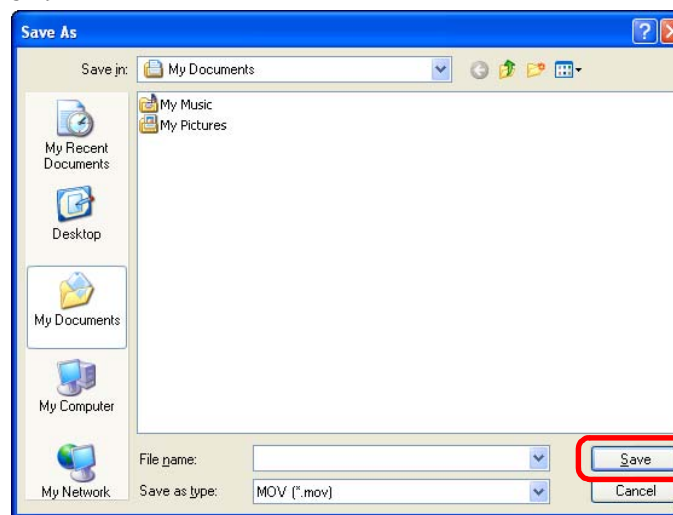 Save As
Save in: My Documents
My Music
My Pictures
My Recent
Documents
Desktop
My Documents
My Computer
My Network
File name:
Save as type: MOV (*.mov)
Save
Cancel